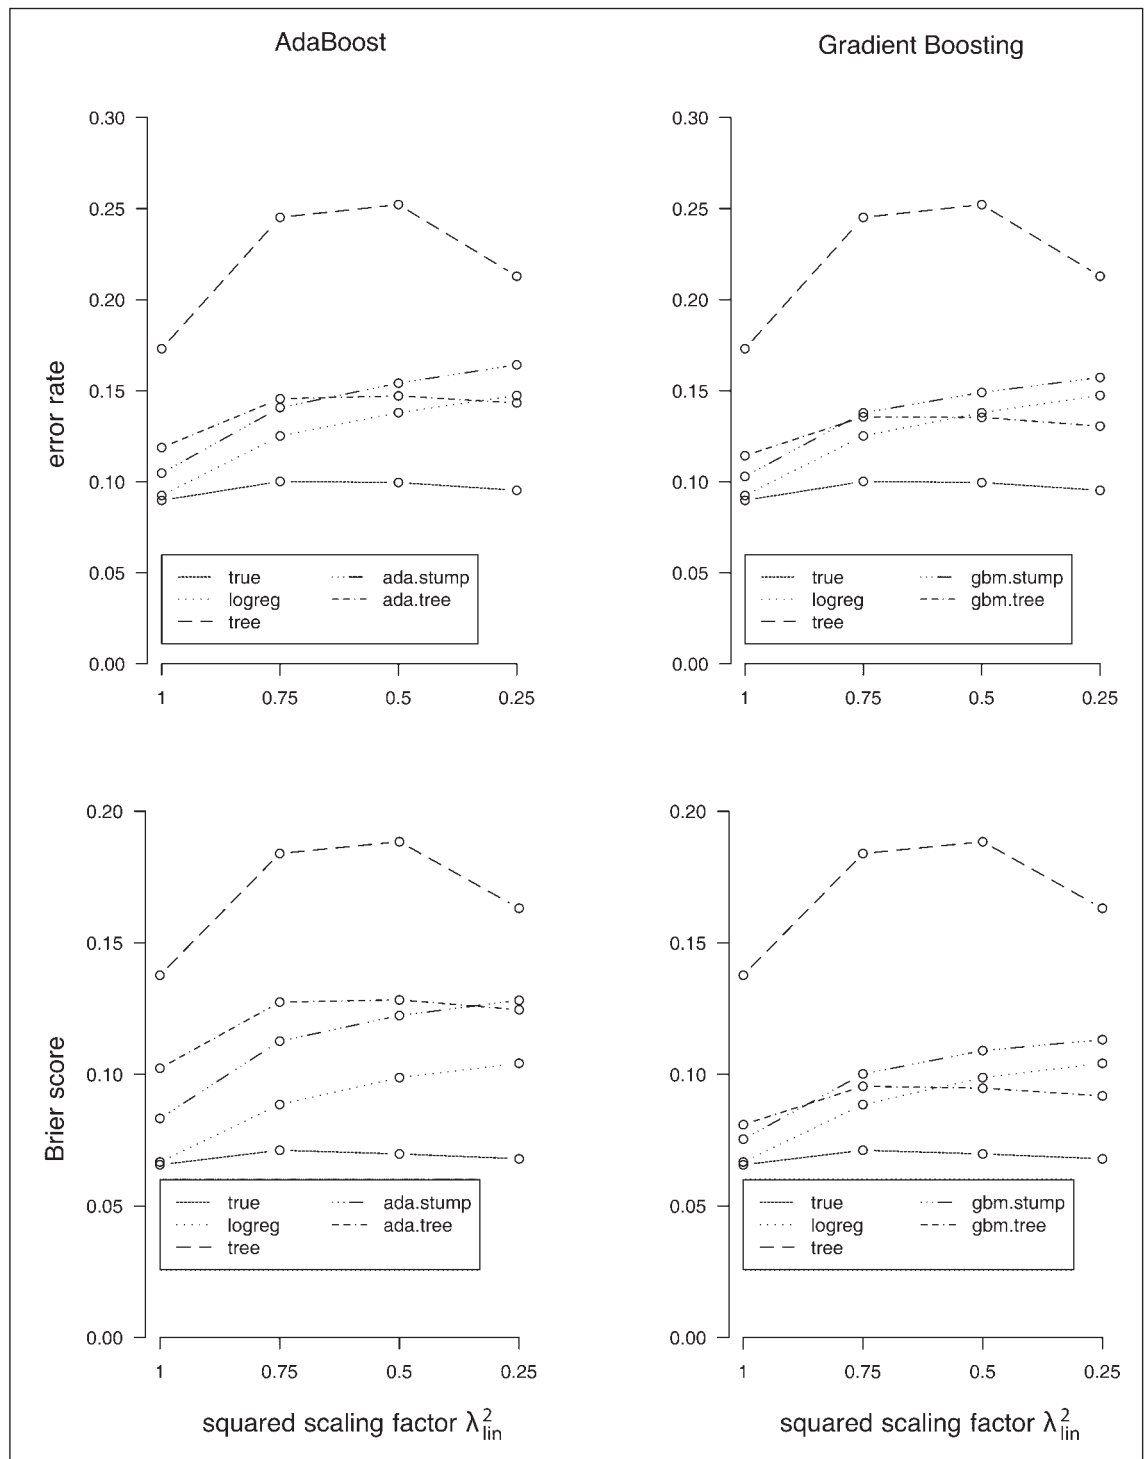 AdaBoost
Gradient Boosting
0.30
0.25
0.20
0.15
0.10
0.05
0.00
error rate
true
logreg
tree
ada.stump
ada.tree
1 0.75 0.5 0.25
0.30
0.25
0.20
0.15
0.10
0.05
0.00
true
logreg
tree
gbm.stump
gbm.tree
1 0.75 0.5 0.25
0.20
0.15
0.10
0.05
0.00
Brier score
true
logreg
tree
ada.stump
ada.tree
1 0.75 0.5 0.25
squared scaling factor λ²lin
0.20
0.15
0.10
0.05
0.00
true
logreg
tree
gbm.stump
gbm.tree
1 0.75 0.5 0.25
squared scaling factor λ²lin